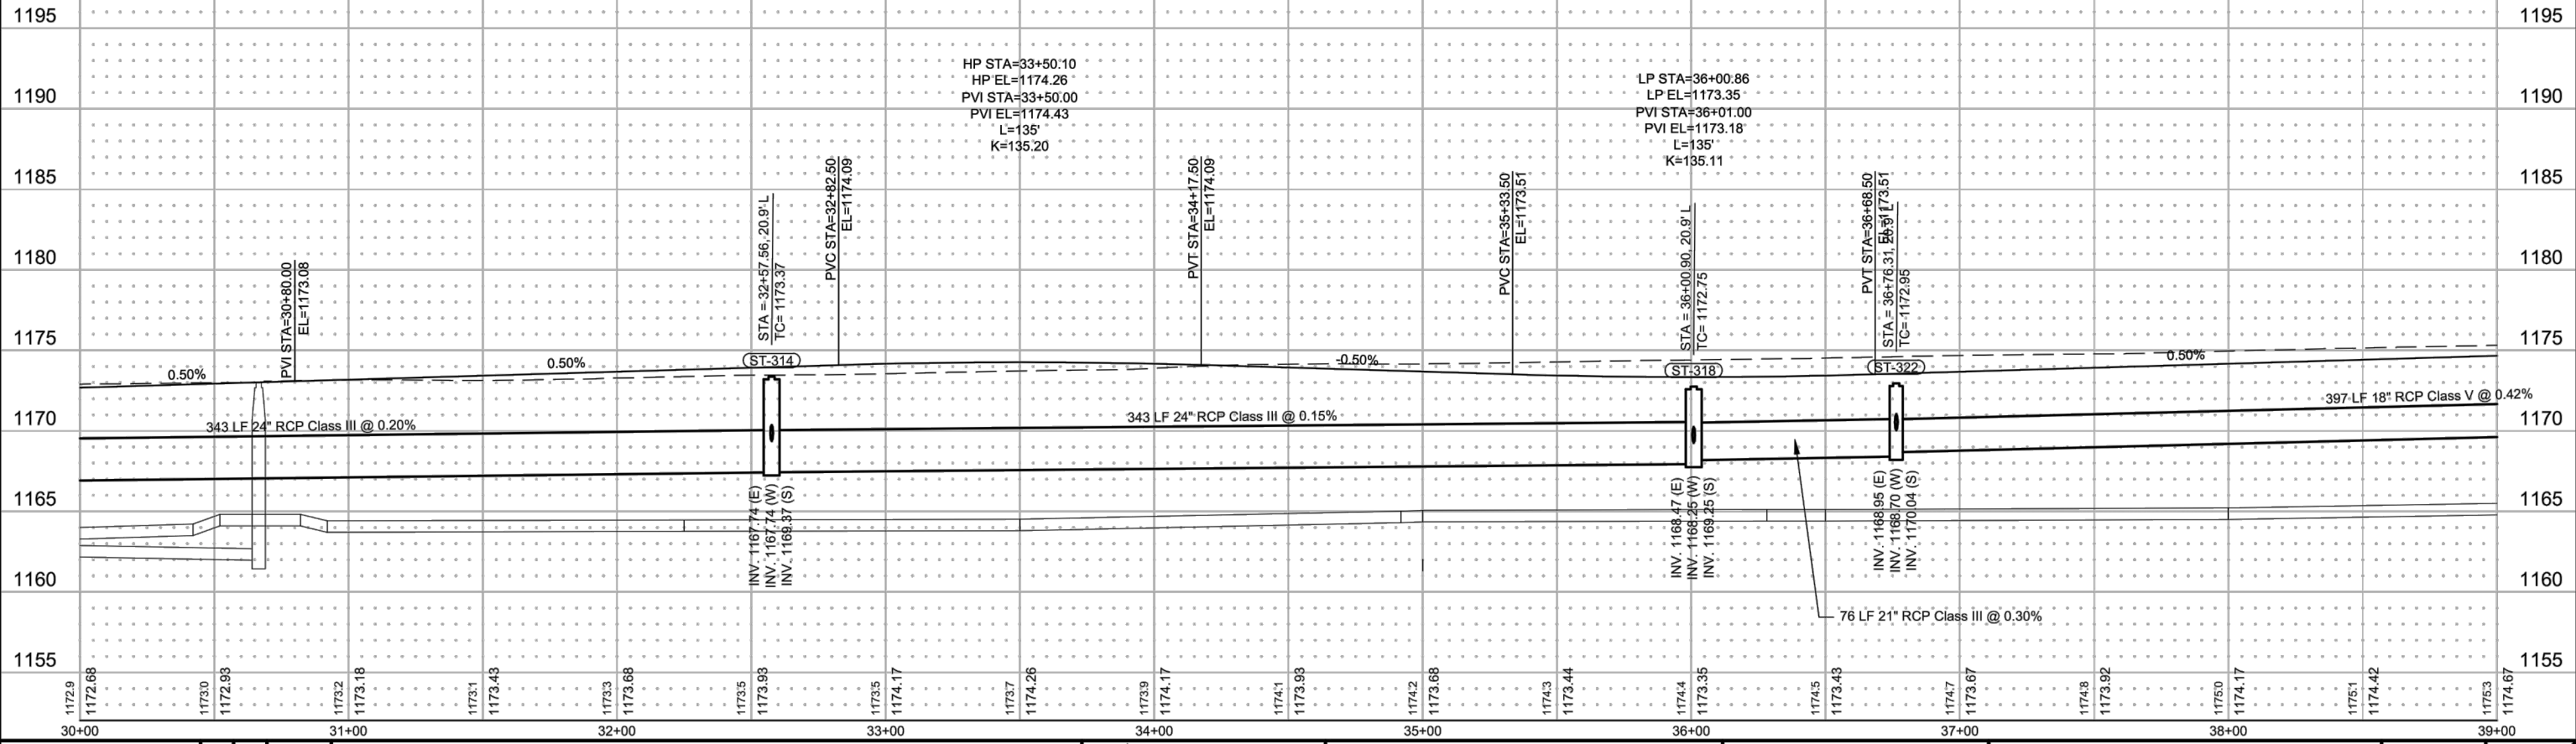 1195
1195
HP STA=33+50.10
HP EL=1174.26
PVI STA=33+50.00
PVI EL=1174.43
L=135'
K=135.20
LP STA=36+00.86
LP EL=1173.35
PVI STA=36+01.00
PVI EL=1173.18
L=135'
K=135.11
1190
1190
1185
1185
1180
1180
1175
1175
1170
1170
1165
1165
1160
1160
1155
1155
PVI STA=30+80.00
EL=1173.08
STA = 32+57.56, 20.9' L
TC= 1173.37
PVC STA=32+82.50
EL=1174.09
PVT STA=34+17.50
EL=1174.09
PVC STA=35+33.50
EL=1173.51
STA = 36+00.90, 20.9' L
TC= 1172.75
PVT STA=36+68.50
EL=1173.51
STA = 36+76.31, 20.9' L
TC= 1172.95
0.50%
0.50%
ST-314
-0.50%
ST-318
ST-322
0.50%
343 LF 24" RCP Class III @ 0.20%
343 LF 24" RCP Class III @ 0.15%
397 LF 18" RCP Class V @ 0.42%
INV. 1167.74 (E)
INV. 1167.74 (W)
INV. 1169.37 (S)
INV. 1168.47 (E)
INV. 1168.25 (W)
INV. 1169.25 (S)
INV. 1168.95 (E)
INV. 1168.70 (W)
INV. 1170.04 (S)
76 LF 21" RCP Class III @ 0.30%
1172.9
1172.68
1173.0
1172.93
1173.2
1173.18
1173.1
1173.43
1173.3
1173.68
1173.5
1173.93
1173.5
1174.17
1173.7
1174.26
1173.9
1174.17
1174.1
1173.93
1174.2
1173.68
1174.3
1173.44
1174.4
1173.35
1174.5
1173.43
1174.7
1173.67
1174.8
1173.92
1175.0
1174.17
1175.1
1174.42
1175.3
1174.67
30+00
31+00
32+00
33+00
34+00
35+00
36+00
37+00
38+00
39+00